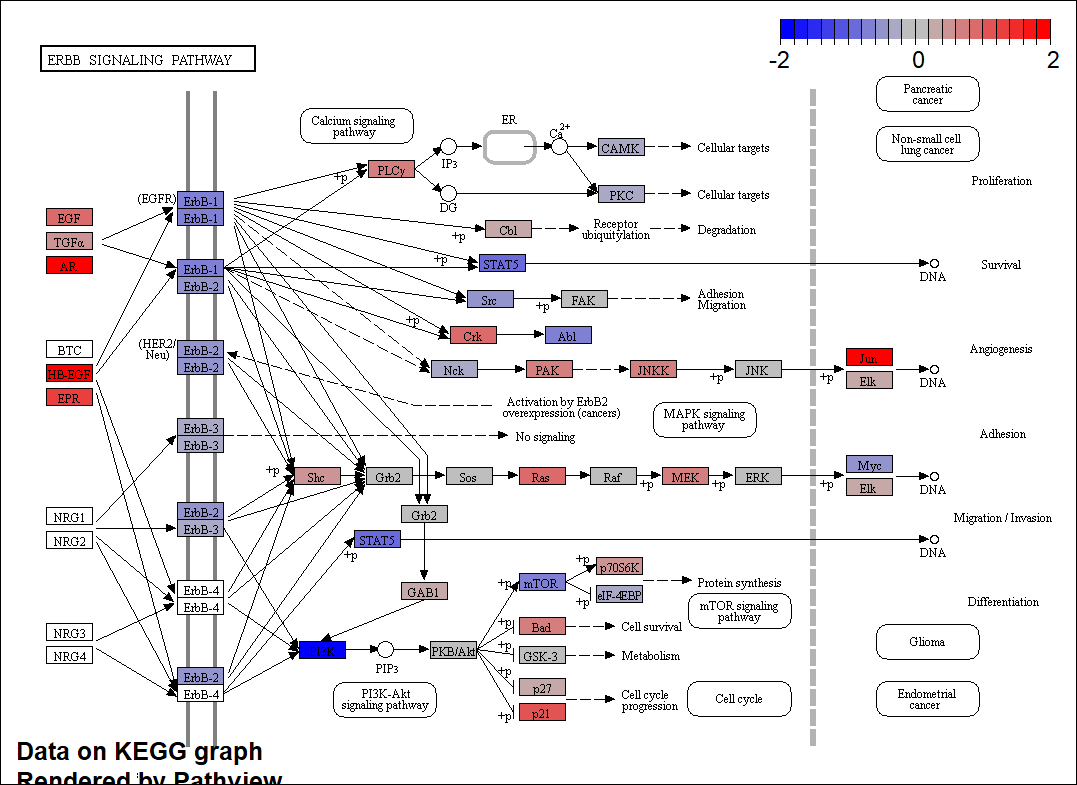 ERBB SIGNALING PATHWAY
-2 0 2
Pancreatic
cancer
Non-small cell
lung cancer
Calcium signaling
pathway
ER
Ca2+
IP3
DG
PLCγ
+p
CAMK
Cellular targets
PKC
Cellular targets
Proliferation
(EGFR)
ErbB-1
ErbB-1
EGF
TGFα
AR
Cbl
+p
Receptor
ubiquitylation
Degradation
ErbB-1
ErbB-2
+p
STAT5
DNA
Survival
Src
+p
FAK
Adhesion
Migration
+p
Crk
Abl
BTC
HB-EGF
EPR
(HER2/
Neu)
ErbB-2
ErbB-2
Nck
PAK
JNKK
+p
JNK
+p
Jun
Elk
DNA
Angiogenesis
Activation by ErbB2
overexpression (cancers)
MAPK signaling
pathway
ErbB-3
ErbB-3
No signaling
Adhesion
+p
Shc
Grb2
Sos
Ras
Raf
+p
MEK
+p
ERK
+p
Myc
Elk
DNA
NRG1
NRG2
ErbB-2
ErbB-3
Grb2
Migration / Invasion
STAT5
+p
DNA
ErbB-4
ErbB-4
GAB1
+p
mTOR
+p
p70S6K
+p
eIF-4EBP
Protein synthesis
mTOR signaling
pathway
Differentiation
NRG3
NRG4
PI3K
PIP3
PKB/Akt
+p
Bad
Cell survival
+p
GSK-3
Metabolism
Glioma
ErbB-2
ErbB-4
PI3K-Akt
signaling pathway
+p
p27
+p
p21
Cell cycle
progression
Cell cycle
Endometrial
cancer
Data on KEGG graph
Rendered by Pathview